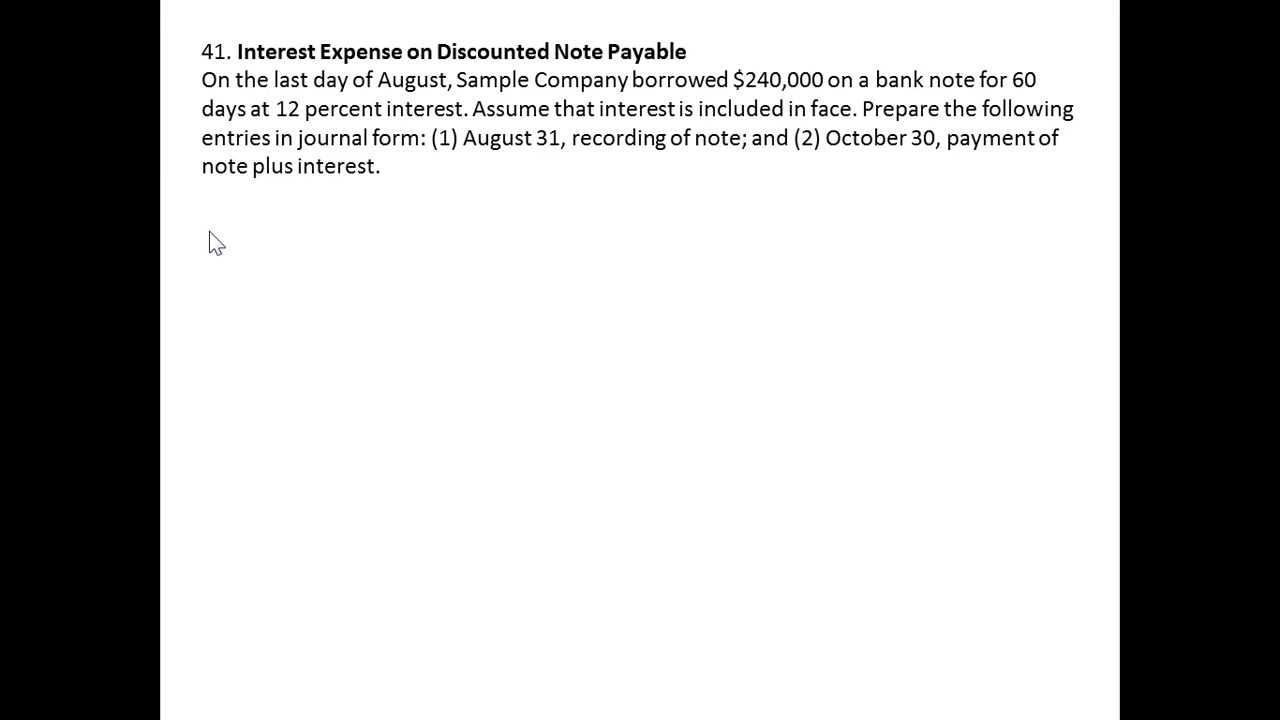 41. Interest Expense on Discounted Note Payable
On the last day of August, Sample Company borrowed $240,000 on a bank note for 60
days at 12 percent interest. Assume that interest is included in face. Prepare the following
entries in journal form: (1) August 31, recording of note; and (2) October 30, payment of
note plus interest.